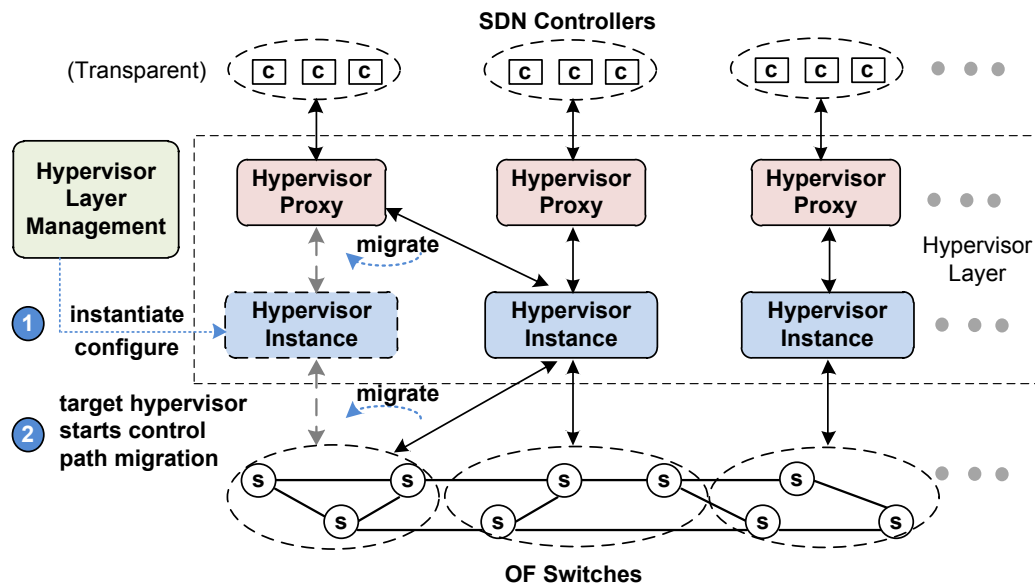 SDN Controllers
(Transparent)
c c c
c c c
c c c
Hypervisor
Layer
Management
Hypervisor
Proxy
Hypervisor
Proxy
Hypervisor
Proxy
migrate
Hypervisor
Layer
1
instantiate
configure
Hypervisor
Instance
Hypervisor
Instance
Hypervisor
Instance
2
target hypervisor
starts control
path migration
migrate
s s s s s
s s s s
OF Switches